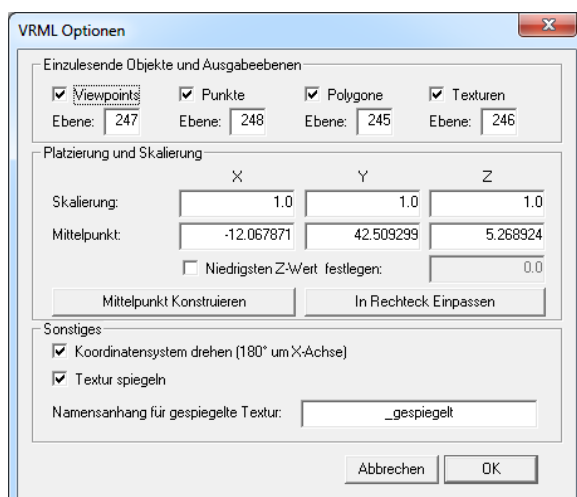 VRML Optionen
Einzulesende Objekte und Ausgabeebenen
Viewpoints Punkte Polygone Texturen
Ebene: 247 Ebene: 248 Ebene: 245 Ebene: 246
Platzierung und Skalierung
X Y Z
Skalierung: 1.0 1.0 1.0
Mittelpunkt: -12.067871 42.509299 5.268924
Niedrigsten Z-Wert festlegen: 0.0
Mittelpunkt Konstruieren In Rechteck Einpassen
Sonstiges
Koordinatensystem drehen (180° um X-Achse)
Textur spiegeln
Namensanhang für gespiegelte Textur: _gespiegelt
Abbrechen OK